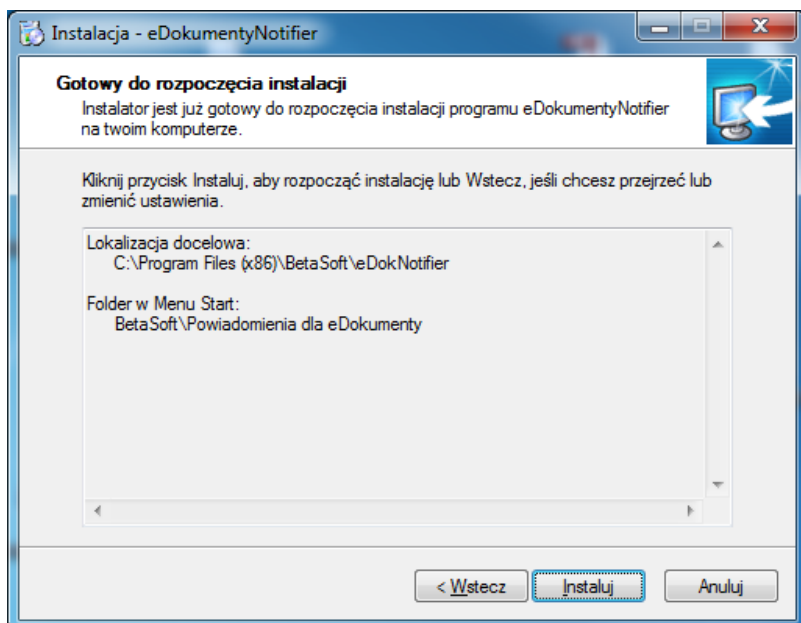 Instalacja - eDokumentyNotifier
Gotowy do rozpoczęcia instalacji
Instalator jest już gotowy do rozpoczęcia instalacji programu eDokumentyNotifier
na twoim komputerze.
Kliknij przycisk Instaluj, aby rozpocząć instalację lub Wstecz, jeśli chcesz przejrzeć lub
zmienić ustawienia.
Lokalizacja docelowa:
C:\Program Files (x86)\BetaSoft\eDokNotifier
Folder w Menu Start:
BetaSoft\Powiadomienia dla eDokumenty
< Wstecz
Instaluj
Anuluj